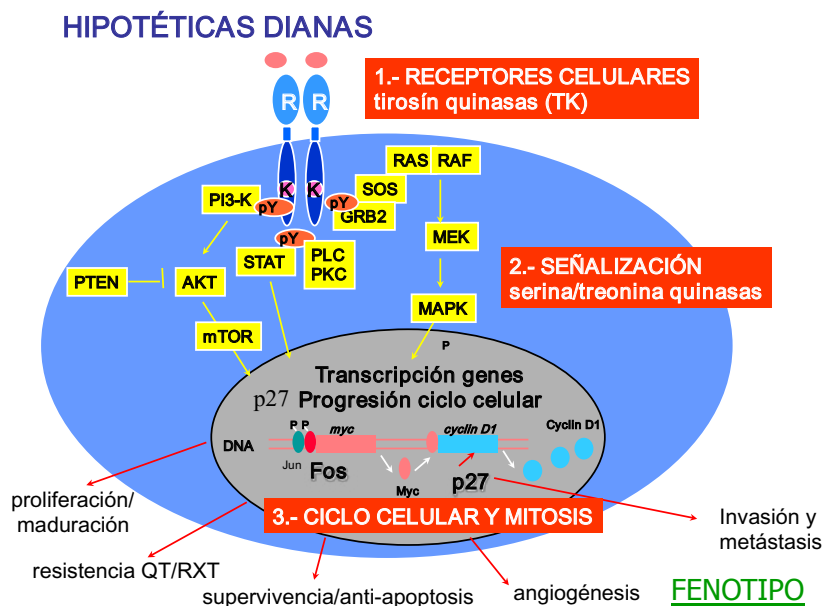 HIPOTÉTICAS DIANAS
1.- RECEPTORES CELULARES
tirosín quinasas (TK)
R
R
K
K
RAS
RAF
SOS
GRB2
pY
PI3-K
pY
pY
STAT
PLC
PKC
MEK
MAPK
PTEN
AKT
mTOR
2.- SEÑALIZACIÓN
serina/treonina quinasas
P
Transcripción genes
p27 Progresión ciclo celular
DNA
P P
myc
cyclin D1
Cyclin D1
Jun
Fos
Myc
p27
3.- CICLO CELULAR Y MITOSIS
proliferación/
maduración
resistencia QT/RXT
supervivencia/anti-apoptosis
angiogénesis
Invasión y
metástasis
FENOTIPO